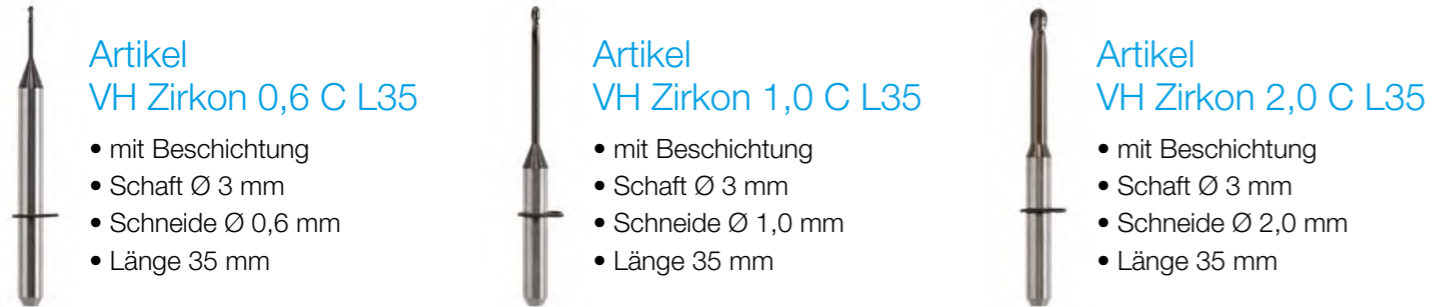 Artikel
VH Zirkon 0,6 C L35
• mit Beschichtung
• Schaft Ø 3 mm
• Schneide Ø 0,6 mm
• Länge 35 mm
Artikel
VH Zirkon 1,0 C L35
• mit Beschichtung
• Schaft Ø 3 mm
• Schneide Ø 1,0 mm
• Länge 35 mm
Artikel
VH Zirkon 2,0 C L35
• mit Beschichtung
• Schaft Ø 3 mm
• Schneide Ø 2,0 mm
• Länge 35 mm